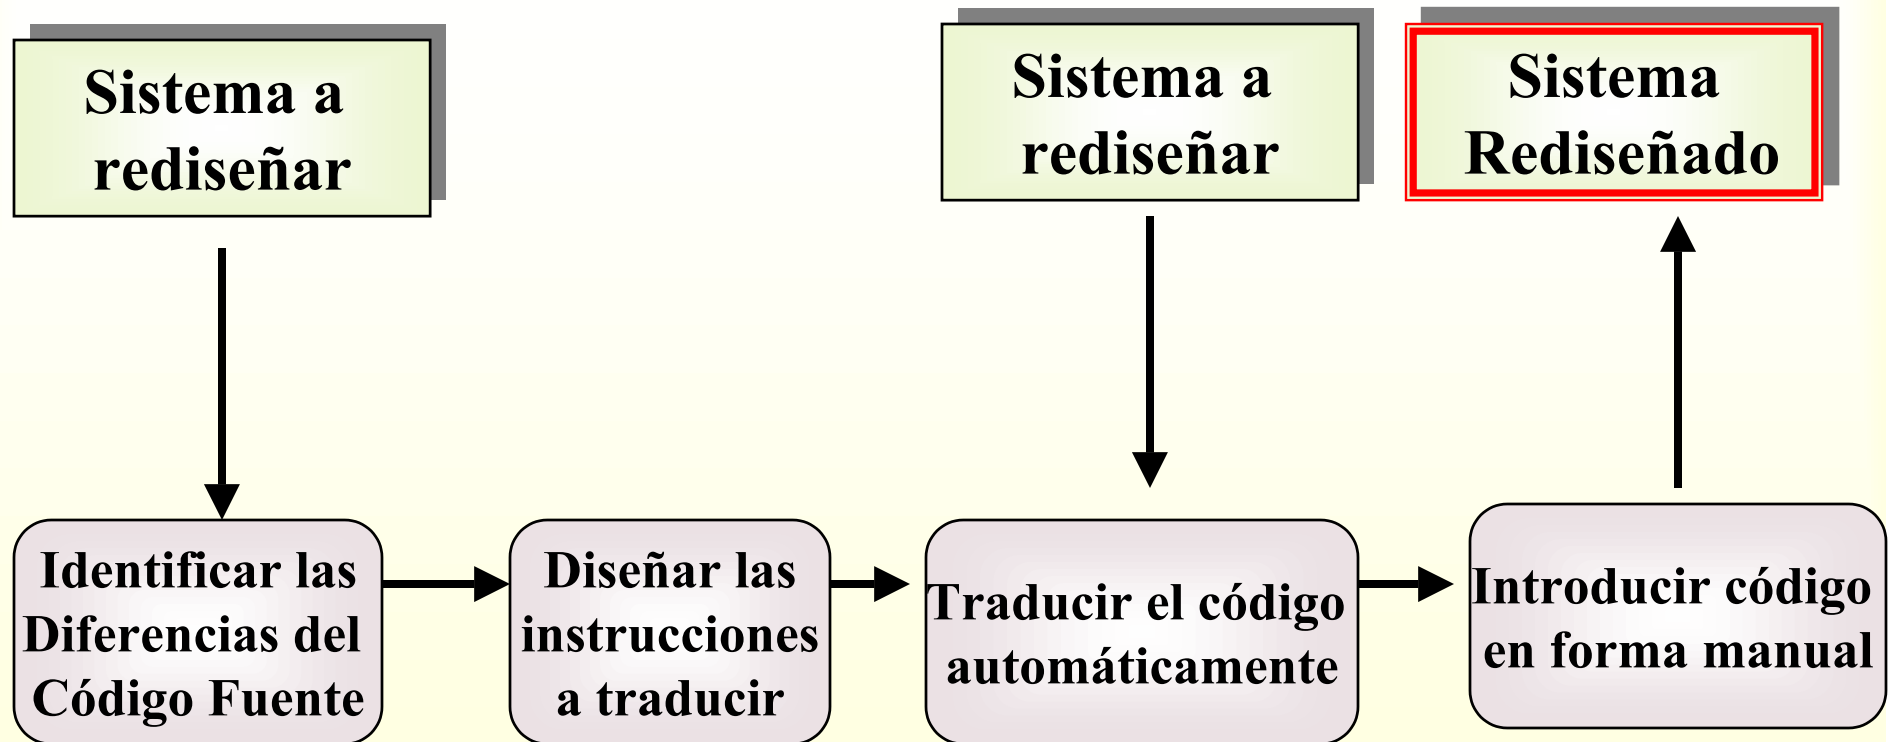 Sistema a
rediseñar
Sistema a
rediseñar
Sistema
Rediseñado
Identificar las
Diferencias del
Código Fuente
Diseñar las
instrucciones
a traducir
Traducir el código
automáticamente
Introducir código
en forma manual